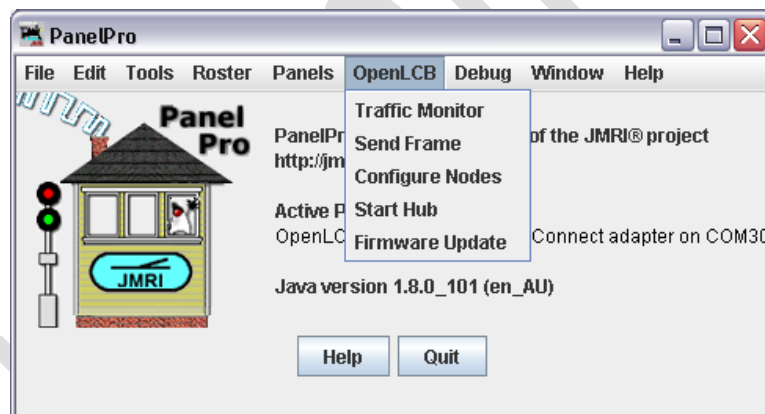 PanelPro
File Edit Tools Roster Panels OpenLCB Debug Window Help
Panel
Pro
Traffic Monitor
Send Frame
Configure Nodes
Start Hub
Firmware Update
of the JMRI® project
http://jm
Active P
OpenLC Connect adapter on COM30
Java version 1.8.0_101 (en_AU)
JMRI
Help Quit